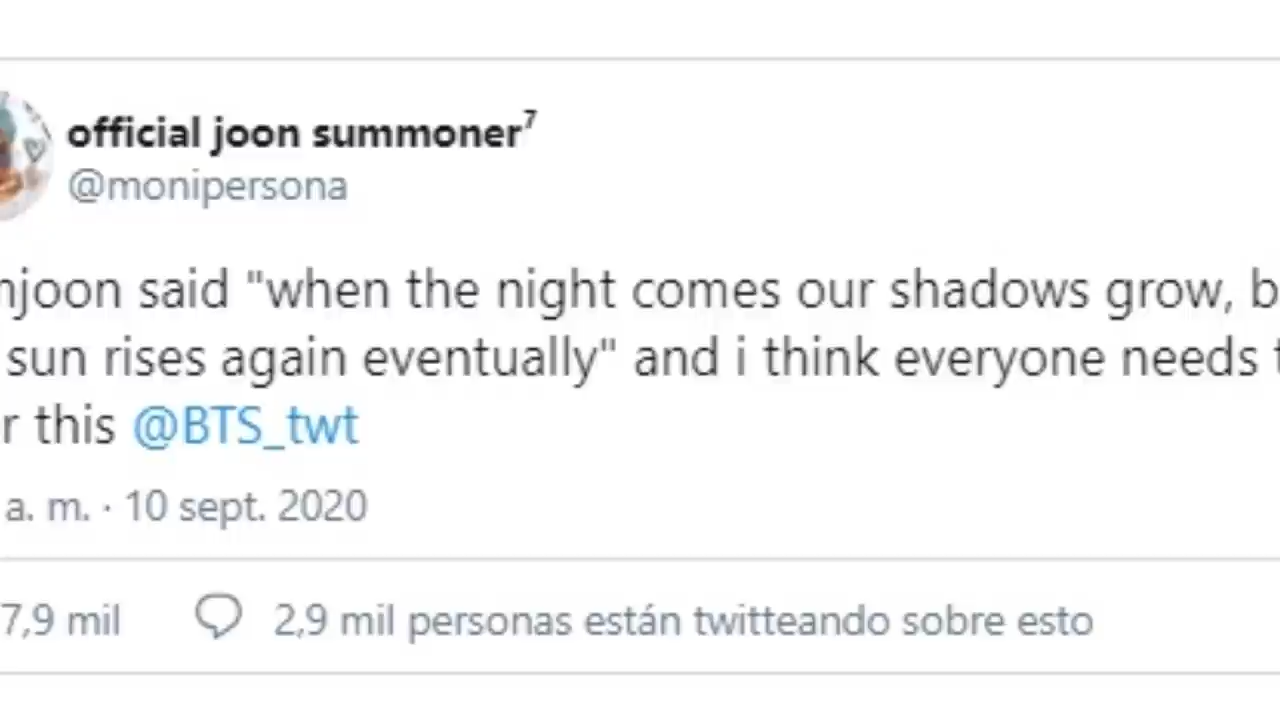 official joon summoner⁷
@monipersona
njoon said "when the night comes our shadows grow, b
sun rises again eventually" and i think everyone needs t
r this @BTS_twt
a. m. · 10 sept. 2020
7,9 mil 2,9 mil personas están twitteando sobre esto